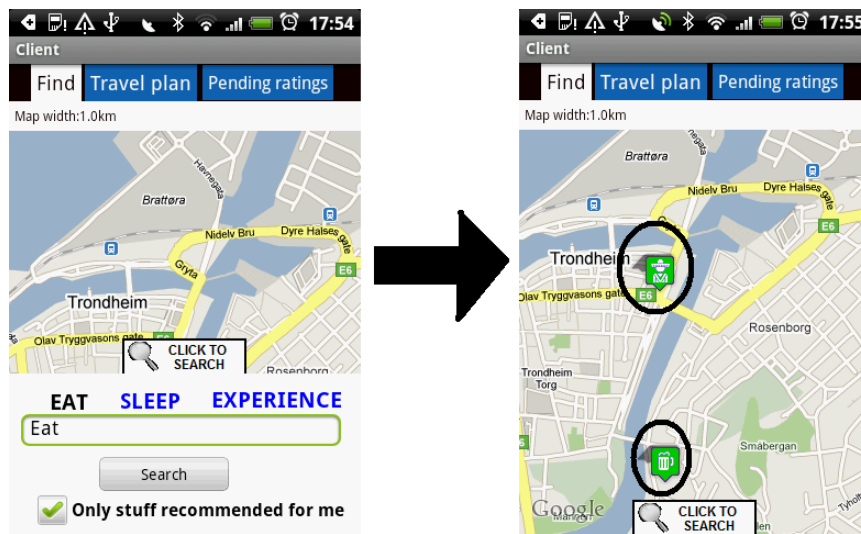 17:54
Client
Find Travel plan Pending ratings
Map width:1.0km
Havnegata
Brattøra
Nidelv Bru Dyre Halses gate
E6
Gryta
Trondheim
Olav Tryggvasons gate
CLICK TO
SEARCH
Rosenborg
EAT SLEEP EXPERIENCE
Eat
Search
Only stuff recommended for me
17:55
Client
Find Travel plan Pending ratings
Map width:1.0km
Brattøra
Nidelv Bru Dyre Halses
E6
Trondheim
Olav Tryggvasons gate E6
Rosenborg
Trondheim
Torg
Småbergan
Google
CLICK TO
SEARCH